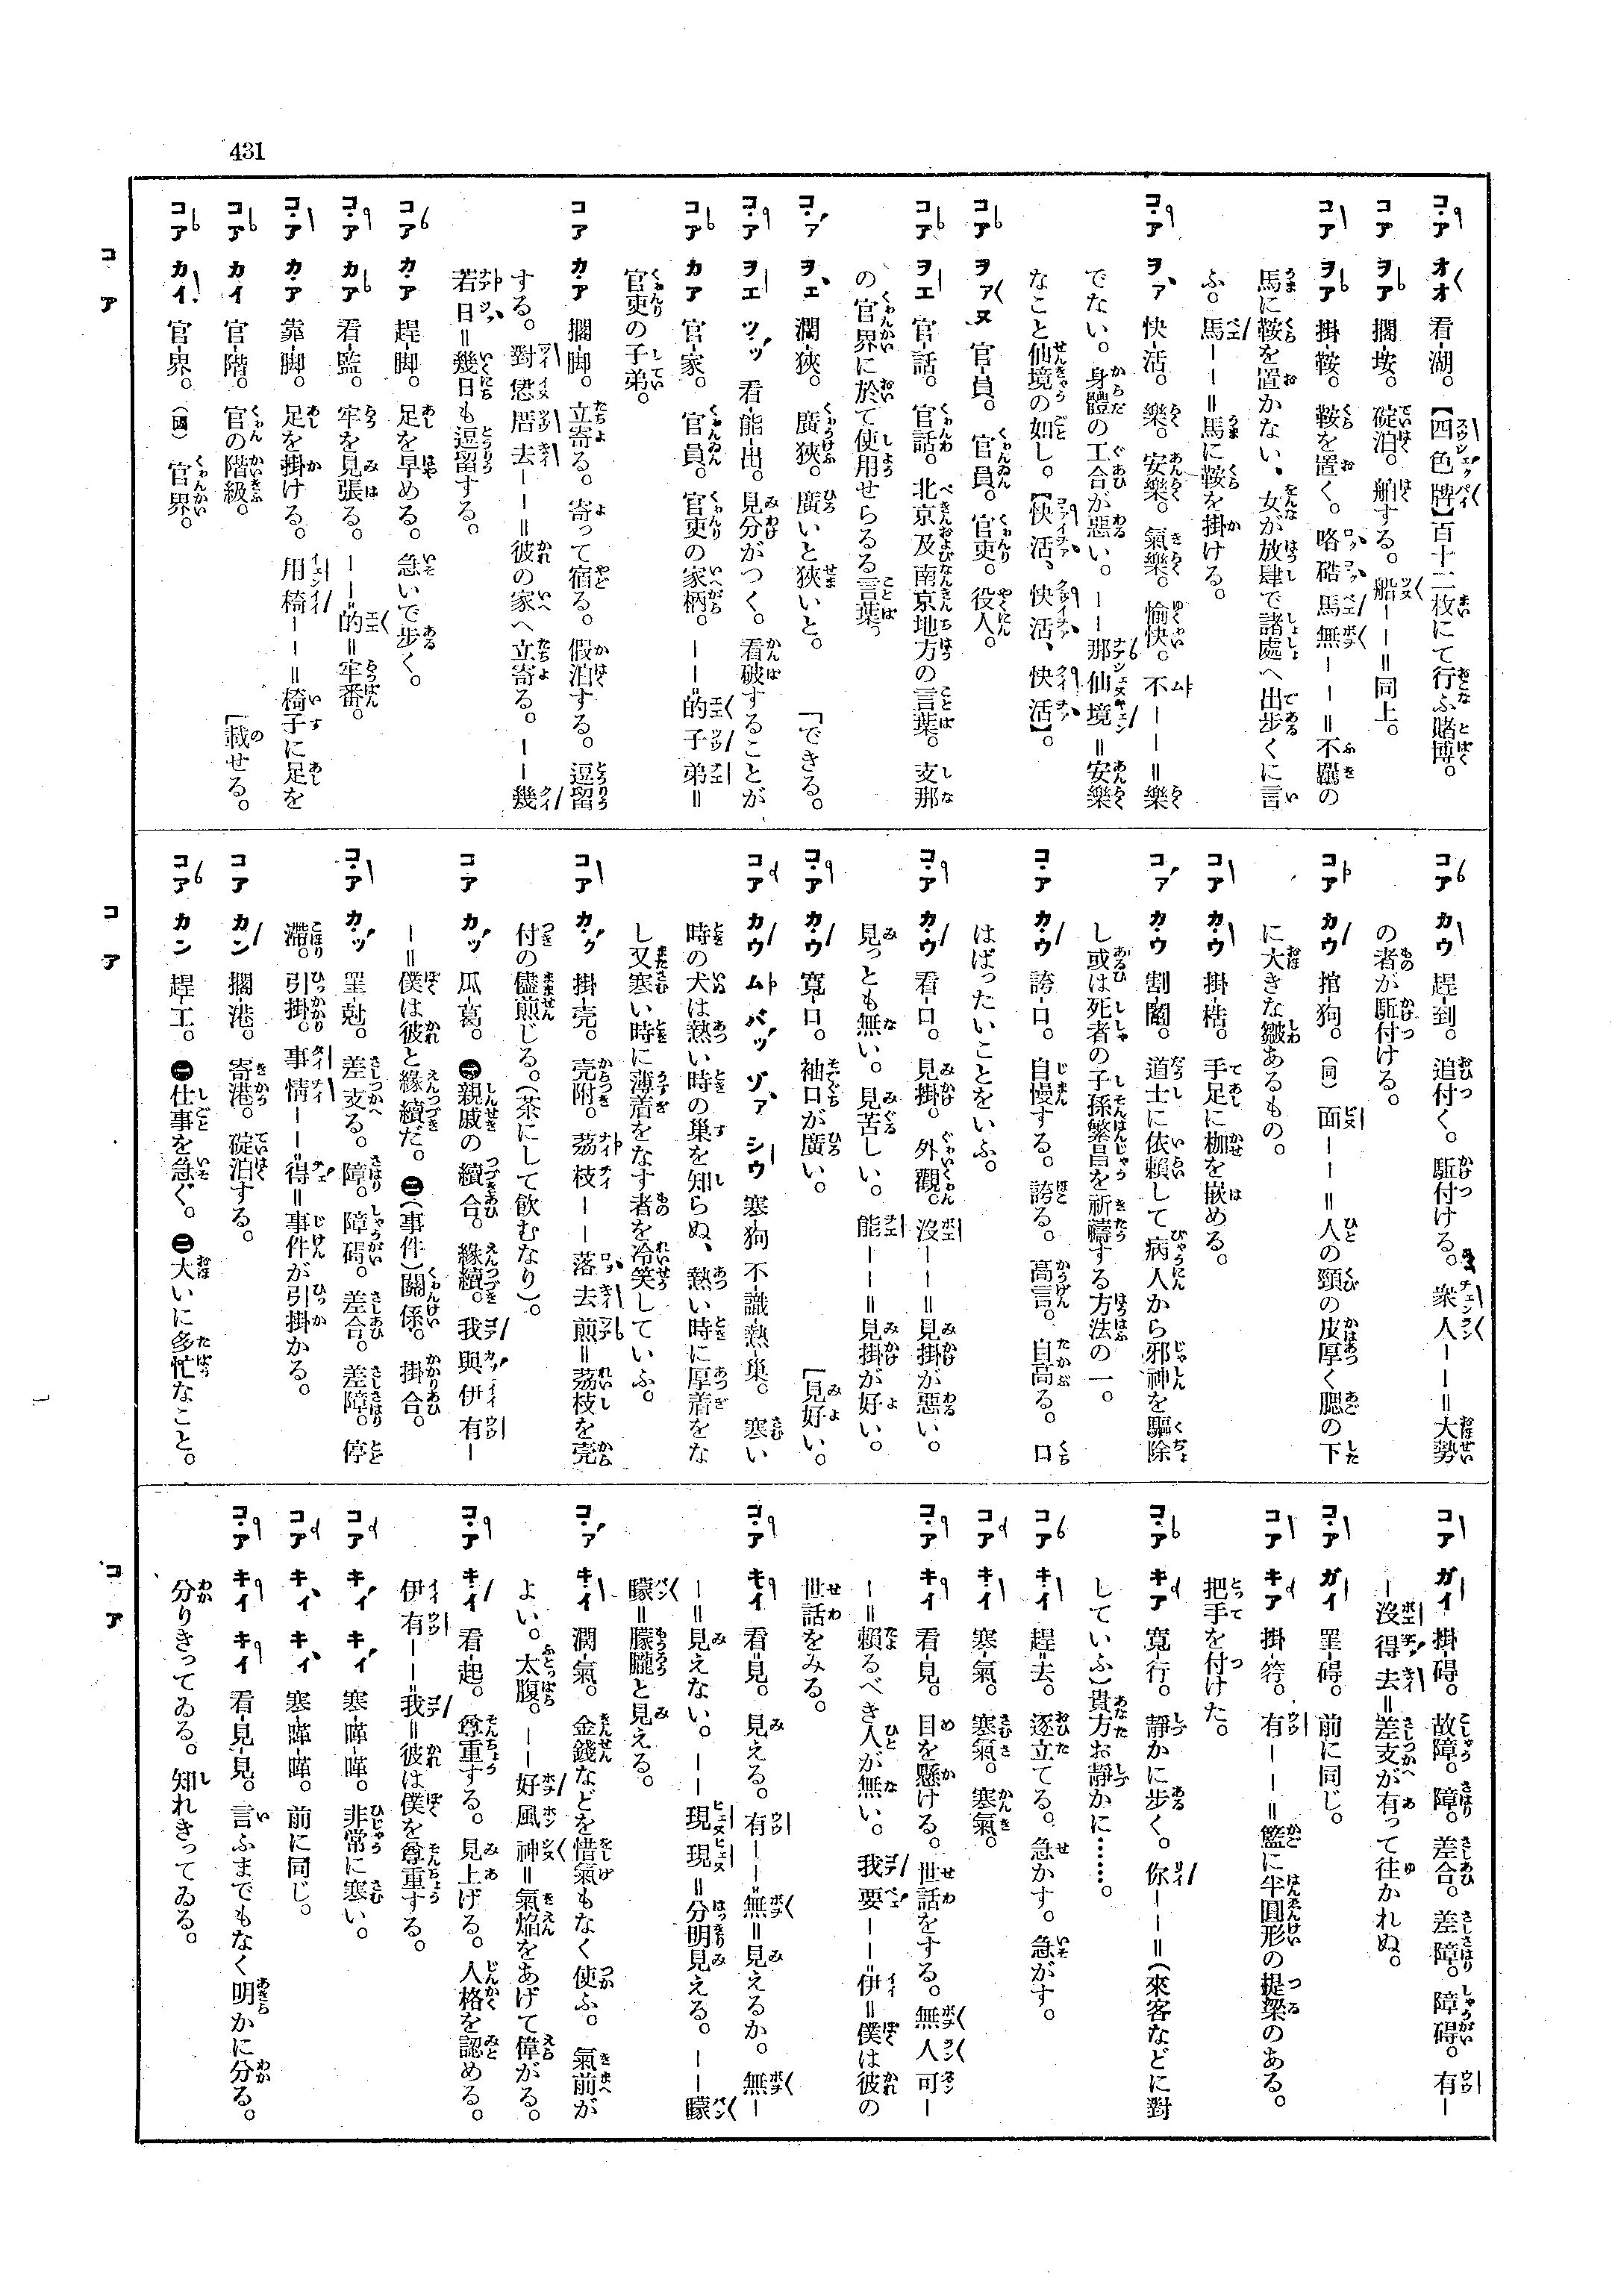 431
コ・ア オオ 看-湖。【四色牌】百十二枚にて行ふ賭博。
コア ヲア 擱-垵。碇泊。舶する。船ーー＝同上。
コア ヲア 掛-鞍。鞍を置く。咯硞馬無ーー＝不羈の
馬に鞍を置かない。女が放肆で諸處へ出步くに言
ふ。馬ーー＝馬に鞍を掛ける。
コ・ア ヲァ 快-活。樂。安樂。氣樂。愉快。不ーー＝樂
でない。身體の工合が惡い。ーー那仙境＝安樂
なこと仙境の如し。【快活、快活、快活】。
コア ヲァヌ 官-員。官員。官吏。役人。
コア ヲエ 官-話。官話。北京及南京地方の言葉。支那
の官界に於て使用せらるる言葉。
コ・ァ ヲェ 濶-狹。廣狹。廣いと狹いと。 ［できる。
コ・ア ヲエ ツッ 看-能-出。見分がつく。看破することが
コア カア 官-家。官員。官吏の家柄。ーー的子弟＝
官吏の子弟。
コア カ・ア 擱-脚。立寄る。寄って宿る。假泊する。逗留
する。對 厝去ーー＝彼の家へ立寄る。ーー幾
若日＝幾日も逗留する。
コア カ・ア 趕-脚。足を早める。急いで步く。
コ・ア カア 看-監。牢を見張る。ーー的＝牢番。
コ・ア カ・ア 靠-脚。足を掛ける。用椅ーー＝椅子に足を
コア カイ 官-階。官の階級。 ［載せる。
コア カイ 官-界。（國） 官界。
コア カウ 趕-到。追付く。駈付ける。衆人ーー＝大勢
の者が駈付ける。
コア カウ 捾-狗。（同） 面ーー＝人の頸の皮厚く腮の下
に大きな皺あるもの。
コア カウ 掛-梏。手足に枷を嵌める。
コァ カウ 割-鬮。道士に依賴して病人から邪神を驅除
し或は死者の子孫繁昌を祈禱する方法の一。
コ・ア カ・ウ 誇-口。自慢する。誇る。高言。自高る。口
はばったいことをいふ。
コ・ア カ・ウ 看-口。見掛。外觀。沒ーー＝見掛が惡い。
見っとも無い。見苦しい。能ーー＝見掛が好い。
コ・ア カ・ウ 寬-口。袖口が廣い。 ［見好い。
コ・ア カウ ム バッ ゾァ シウ 寒狗不識熱-巢。寒い
時の犬は熱い時の巢を知らぬ、熱い時に厚着をな
し又寒い時に薄着をなす者を冷笑していふ。
コア カ・ク 掛-壳。壳附。荔枝ーー落去煎＝荔枝を壳
付の儘煎じる。（茶にして飮むなり）。
コア カッ 瓜-葛。㊀親戚の續合。緣續。我與伊有ー
ー＝僕は彼と緣續だ。㊁（事件）關係。掛合。
コ・ア カ・ッ 罣-尅。差支る。障。障碍。差合。差障。停
滯。引掛。事情ーー得＝事件が引掛かる。
コア カン 擱-港。寄港。碇泊する。
コア カン 趕-工。㊀仕事を急ぐ。㊁大いに多忙なこと。
コ・ア ガイ 掛-碍。故障。障。差合。差障。障碍。有ー
ー沒得去＝差支が有って往かれぬ。
コ・ア ガイ 罣-碍。前に同じ。
コア キア 掛-䇬。有ーー＝籃に半圓形の提梁のある。
把手を付けた。
コ・ア キア 寬-行。靜かに步く。你ーー＝（來客などに對
していふ）貴方お靜かに……。
コア キ・イ 趕-去。逐立てる。急かす。急がす。
コ・ア キ・イ 寒-氣。寒氣。寒氣。
コ・ア キイ 看-見。目を懸ける。世話をする。無人可ー
ー＝賴るべき人が無い。我要ーー伊＝僕は彼の
世話をみる。
コ・ア キイ 看-見。見える。有ーー無＝見えるか。無ー
ー＝見えない。ーー現現＝分明見える。ーー矇
矇＝朦朧と見える。
コ・ァ キ・イ 濶-氣。金錢などを惜氣もなく使ふ。氣前が
よい。太腹。ーー好風神＝氣焰をあげて偉がる。
コ・ア キ・イ 看-起。尊重する。見上げる。人格を認める。
伊有ーー我＝彼は僕を尊重する。
コ・ア キィ キィ 寒-嘩-嘩。非常に寒い。
コ・ア キィ キィ 寒-嘩-嘩。前に同じ。
コ・ア キイ キイ 看-見-見。言ふまでもなく明かに分る。
分りきってゐる。知れきってゐる。
コ ア
コ ア
コ ア